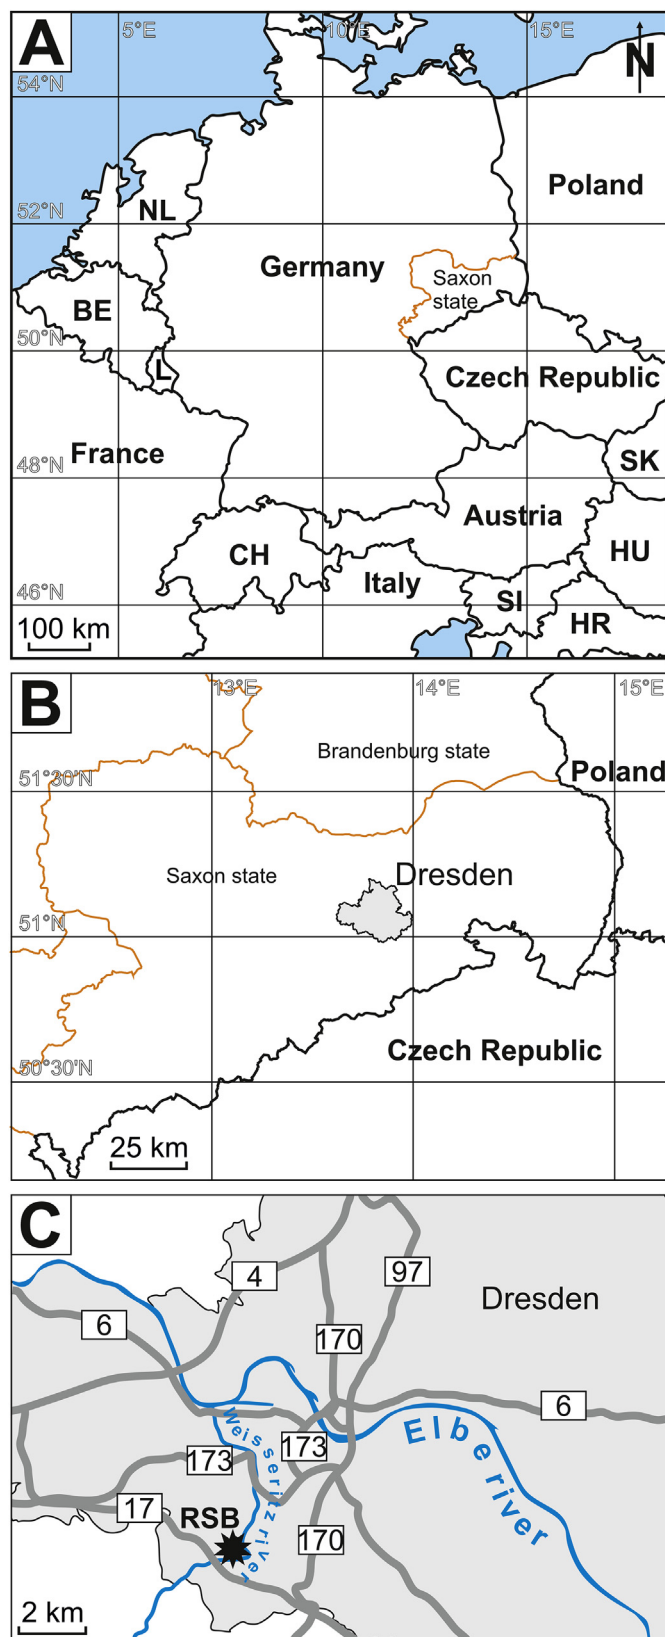 A
5°E
10°E
15°E
N
54°N
Poland
52°N
NL
Germany
Saxon
state
BE
50°N
L
Czech Republic
France
48°N
SK
Austria
CH
HU
Italy
46°N
SI
HR
100 km
B
13°E
14°E
15°E
Brandenburg state
51°30'N
Poland
Saxon state
Dresden
51°N
Czech Republic
50°30'N
25 km
C
4
97
Dresden
6
170
6
Weisseritz river
Elbe river
173
173
17
RSB
170
2 km